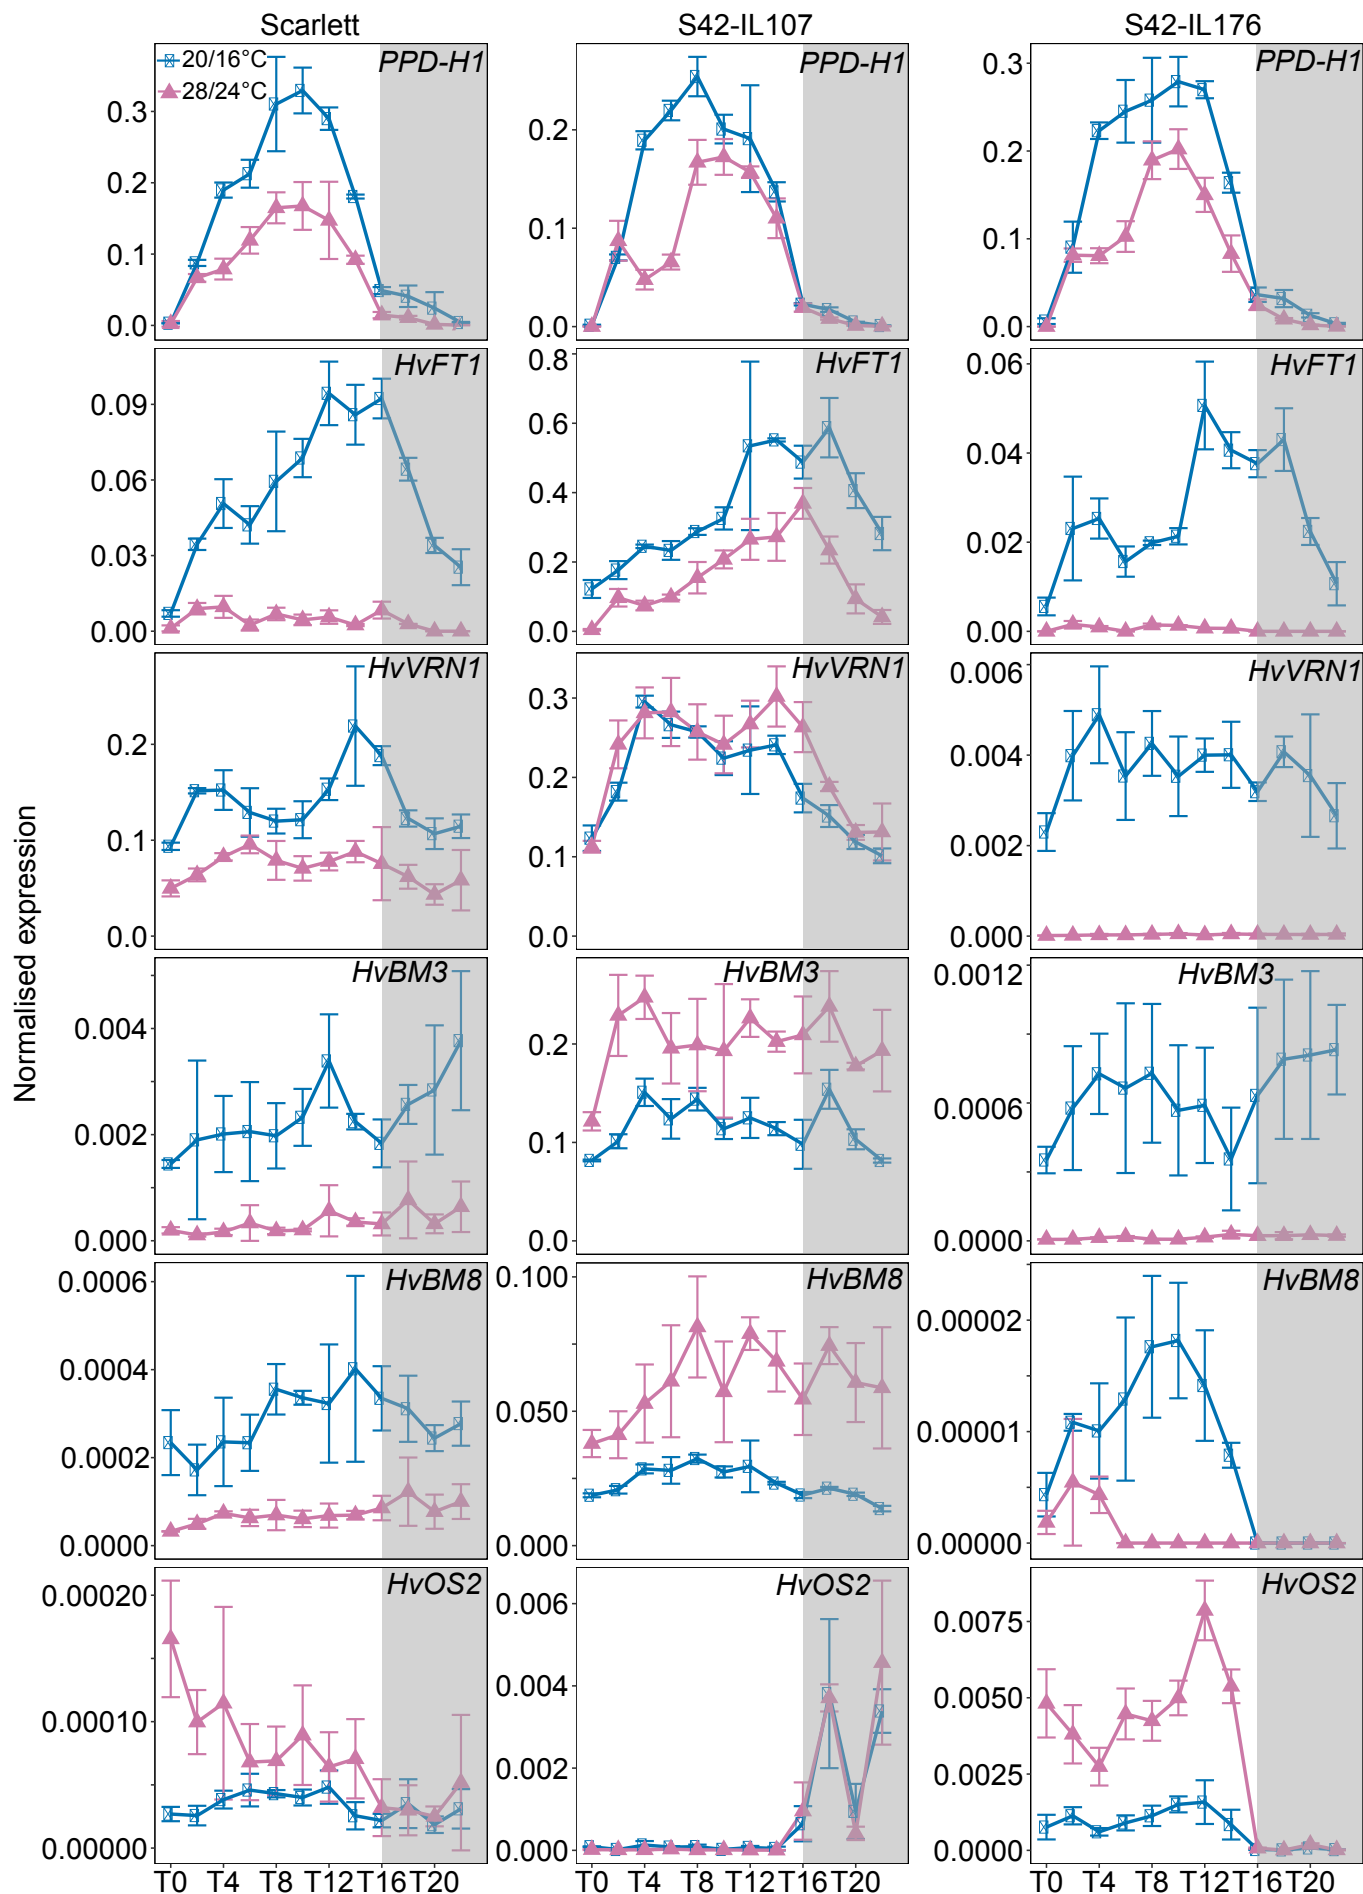 Scarlett S42-IL107 S42-IL176
20/16°C
28/24°C
PPD-H1 PPD-H1 PPD-H1
0.3 0.2 0.3
0.2 0.1 0.2
0.1 0.0 0.1
0.0 0.0
HvFT1 HvFT1 HvFT1
0.09 0.8 0.06
0.06 0.6 0.04
0.03 0.4 0.02
0.00 0.2 0.00
0.0
HvVRN1 HvVRN1 HvVRN1
0.2 0.3 0.006
0.1 0.2 0.004
0.0 0.1 0.002
0.0 0.000
Normalised expression
HvBM3 HvBM3 HvBM3
0.004 0.2 0.0012
0.002 0.1 0.0006
0.000 0.0 0.0000
HvBM8 HvBM8 HvBM8
0.0006 0.100 0.00002
0.0004 0.050 0.00001
0.0002 0.000 0.00000
0.0000
HvOS2 HvOS2 HvOS2
0.00020 0.006 0.0075
0.00010 0.004 0.0050
0.00000 0.002 0.0025
0.000 0.0000
T0 T4 T8 T12 T16 T20 T0 T4 T8 T12 T16 T20 T0 T4 T8 T12 T16 T20